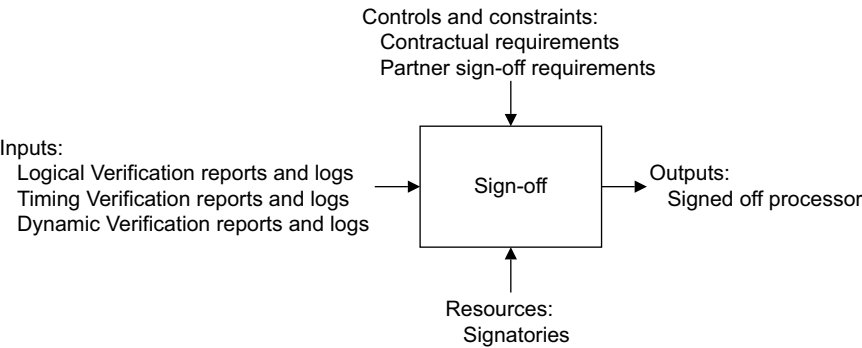 Controls and constraints:
Contractual requirements
Partner sign-off requirements
Inputs:
Logical Verification reports and logs
Timing Verification reports and logs
Dynamic Verification reports and logs
Sign-off
Outputs:
Signed off processor
Resources:
Signatories